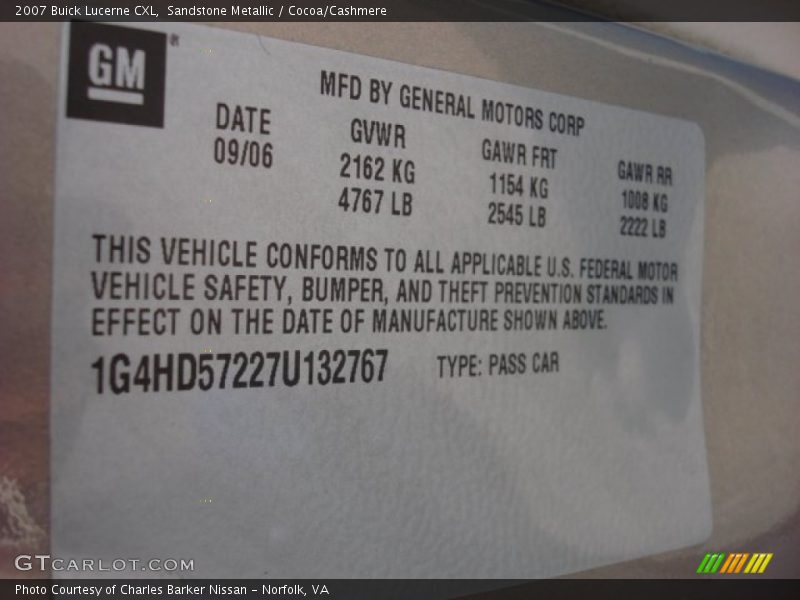 2007 Buick Lucerne CXL, Sandstone Metallic / Cocoa/Cashmere
GM ®
MFD BY GENERAL MOTORS CORP
DATE GVWR GAWR FRT GAWR RR
09/06 2162 KG 1154 KG 1008 KG
4767 LB 2545 LB 2222 LB
THIS VEHICLE CONFORMS TO ALL APPLICABLE U.S. FEDERAL MOTOR
VEHICLE SAFETY, BUMPER, AND THEFT PREVENTION STANDARDS IN
EFFECT ON THE DATE OF MANUFACTURE SHOWN ABOVE.
1G4HD57227U132767 TYPE: PASS CAR
GTCARLOT.COM
Photo Courtesy of Charles Barker Nissan - Norfolk, VA